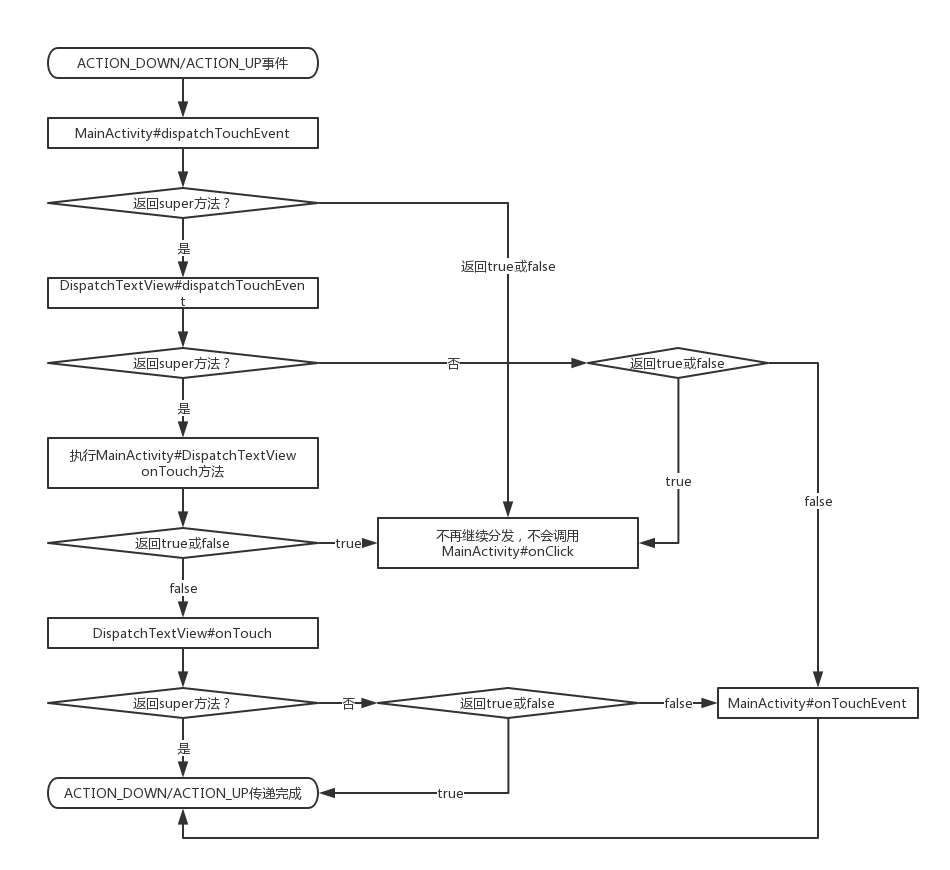 ACTION_DOWN/ACTION_UP事件
MainActivity#dispatchTouchEvent
返回super方法？
返回true或false
是
DispatchTextView#dispatchTouchEven
t
返回super方法？
否
返回true或false
是
执行MainActivity#DispatchTextView
onTouch方法
true
false
不再继续分发，不会调用
MainActivity#onClick
返回true或false
true
false
DispatchTextView#onTouch
返回super方法？
否
返回true或false
false
MainActivity#onTouchEvent
是
ACTION_DOWN/ACTION_UP传递完成
true